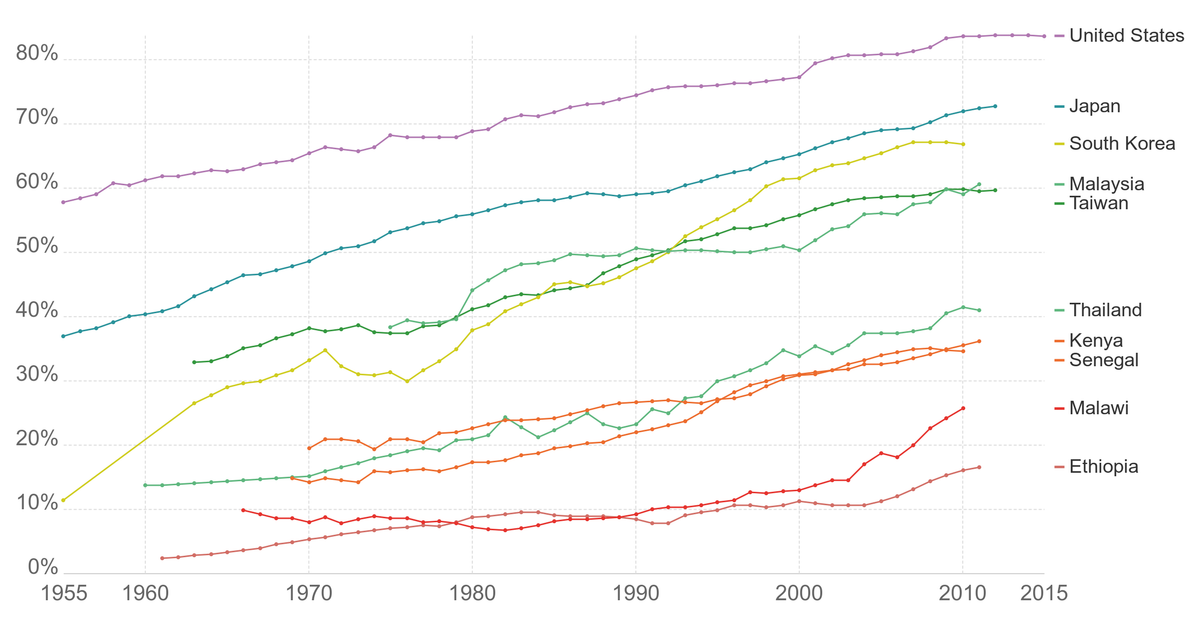 80%
70%
60%
50%
40%
30%
20%
10%
0%
1955 1960 1970 1980 1990 2000 2010 2015
United States
Japan
South Korea
Malaysia
Taiwan
Thailand
Kenya
Senegal
Malawi
Ethiopia